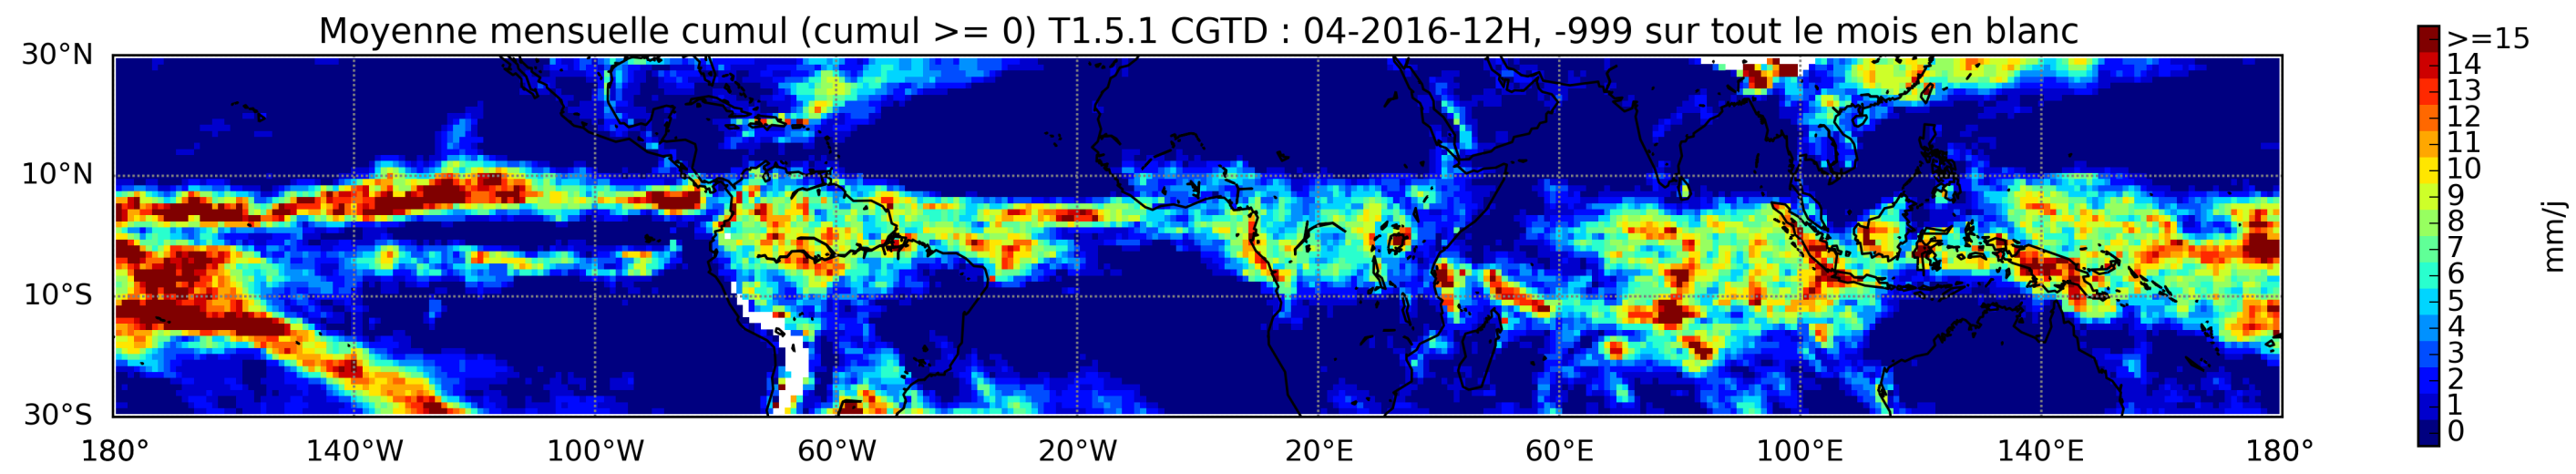 Moyenne mensuelle cumul (cumul >= 0) T1.5.1 CGTD : 04-2016-12H, -999 sur tout le mois en blanc
30°N
10°N
10°S
30°S
180° 140°W 100°W 60°W 20°W 20°E 60°E 100°E 140°E 180°
>=15
14
13
12
11
10
9
8
7
6
5
4
3
2
1
0
mm/j